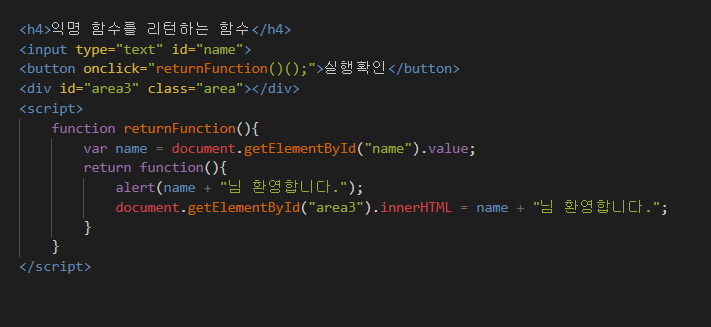 <h4>익명 함수를 리턴하는 함수</h4>
<input type="text" id="name">
<button onclick="returnFunction()();">실행확인</button>
<div id="area3" class="area"></div>
<script>
function returnFunction(){
var name = document.getElementById("name").value;
return function(){
alert(name + "님 환영합니다.");
document.getElementById("area3").innerHTML = name + "님 환영합니다.";
}
}
</script>